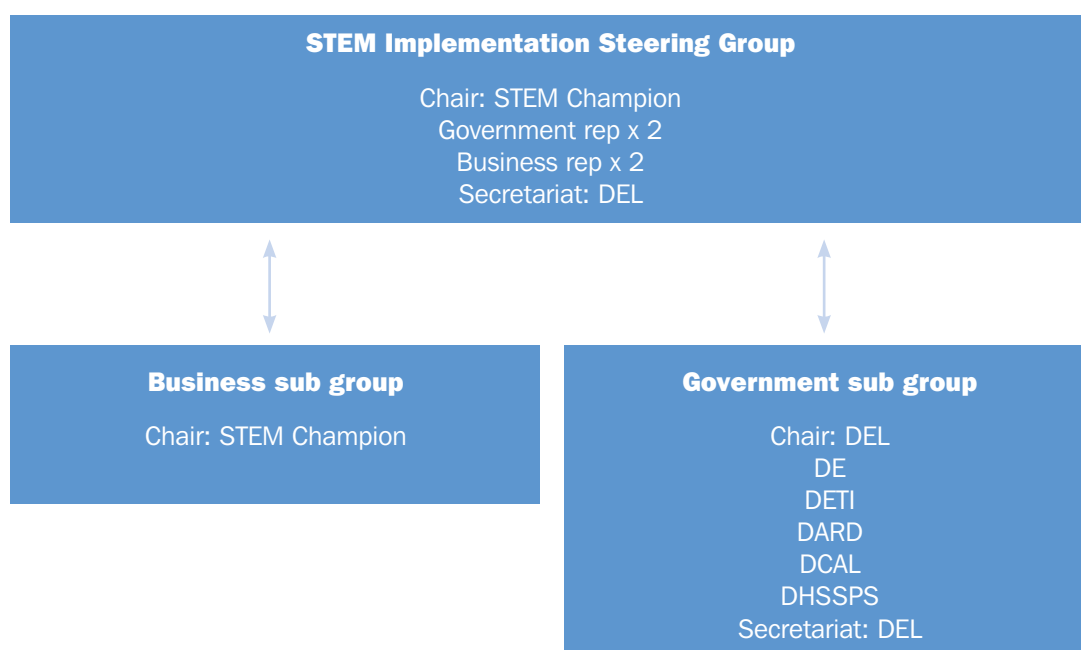 STEM Implementation Steering Group
Chair: STEM Champion
Government rep x 2
Business rep x 2
Secretariat: DEL
Business sub group
Chair: STEM Champion
Government sub group
Chair: DEL
DE
DETI
DARD
DCAL
DHSSPS
Secretariat: DEL